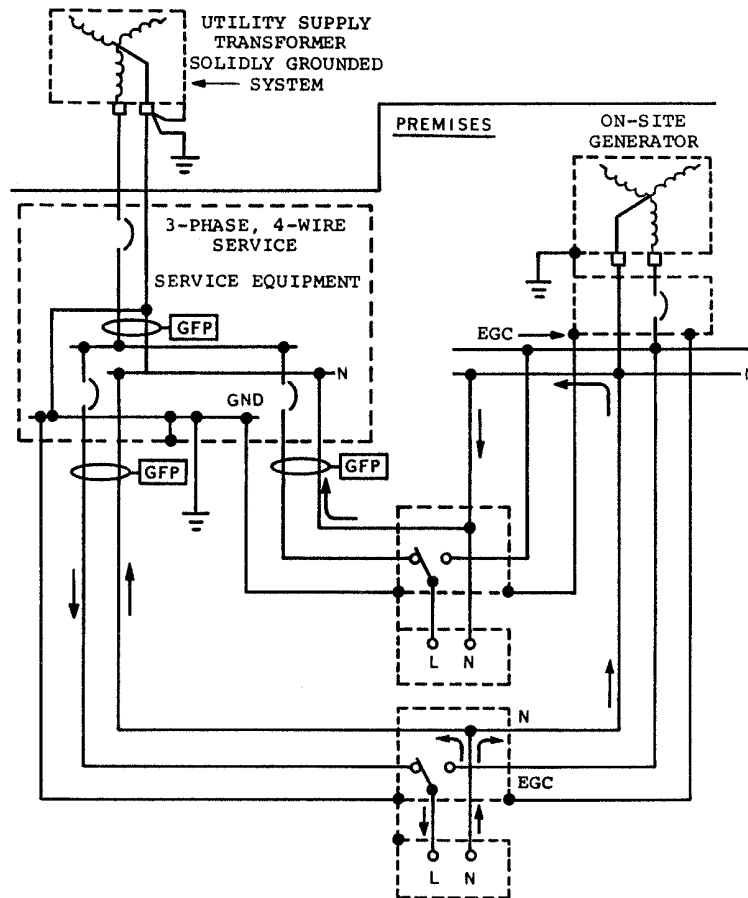 UTILITY SUPPLY
TRANSFORMER
SOLIDLY GROUNDED
SYSTEM
PREMISES
ON-SITE
GENERATOR
3-PHASE, 4-WIRE
SERVICE
SERVICE EQUIPMENT
GFP
EGC
N
GND
GFP
GFP
L N
N
EGC
L N